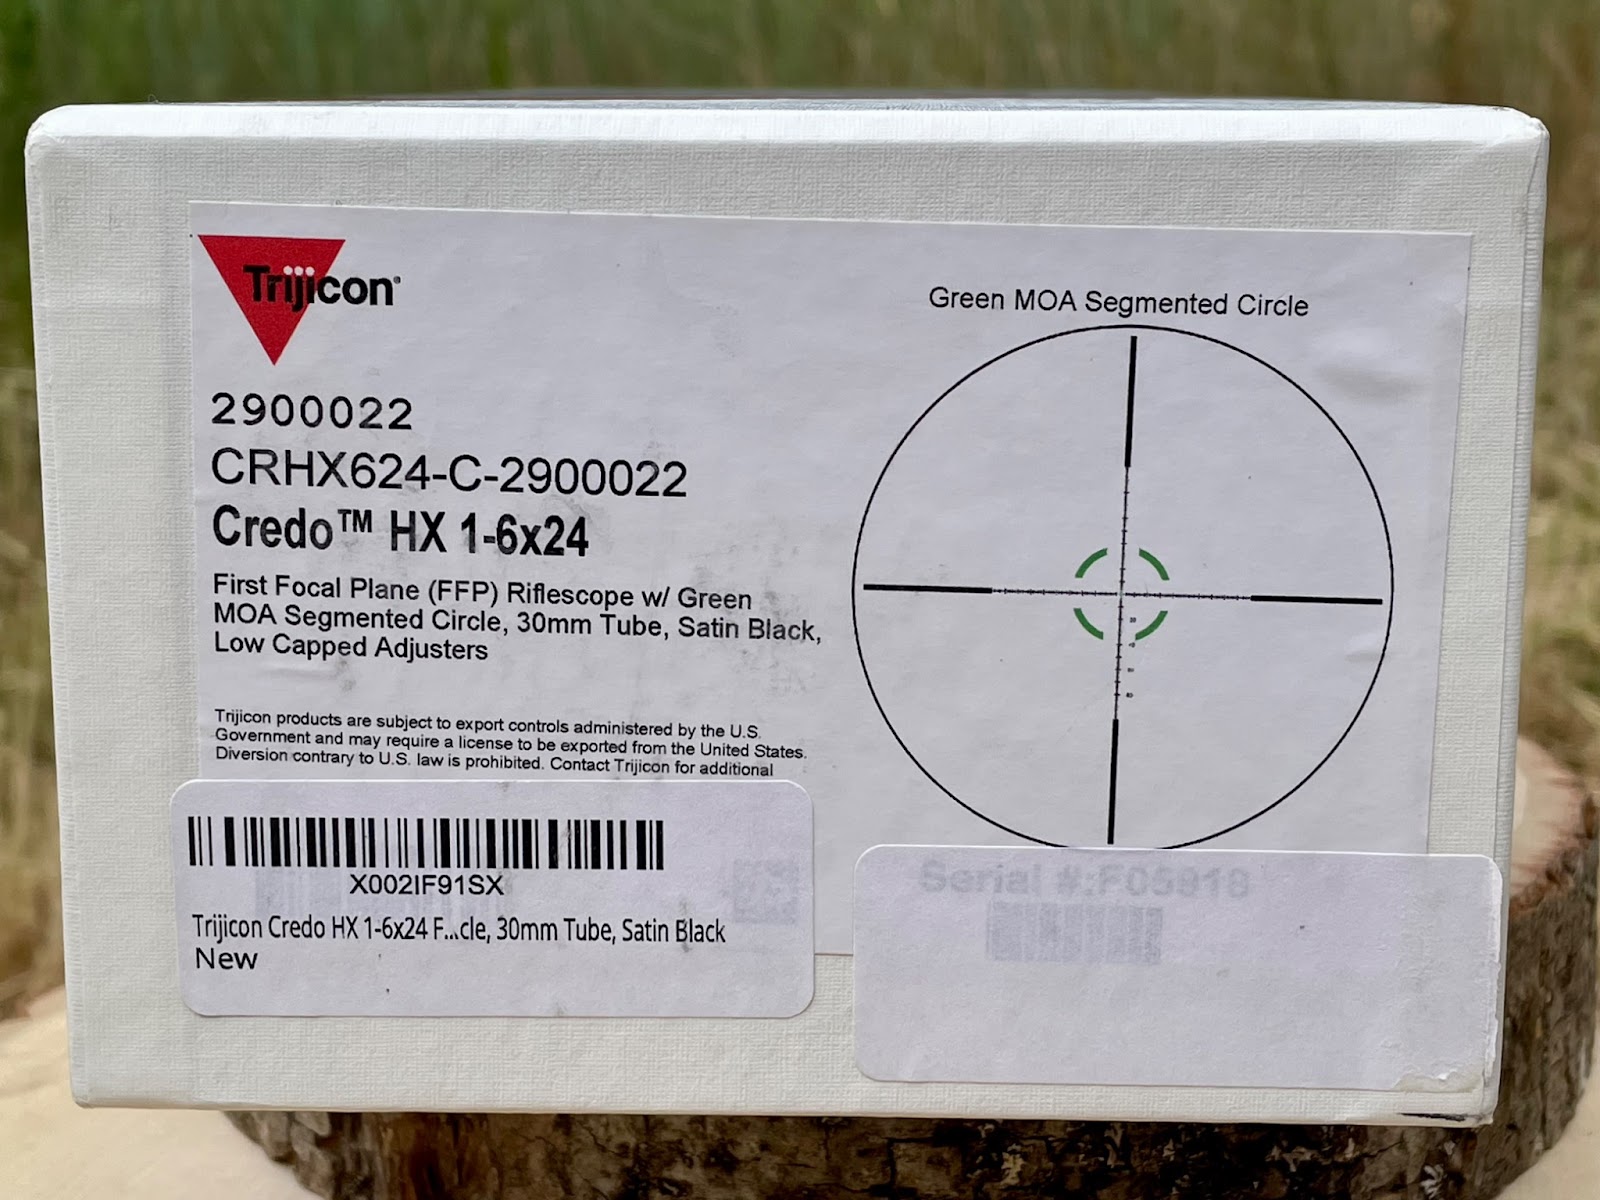 Trijicon®
2900022
CRHX624-C-2900022
Credo™ HX 1-6x24
First Focal Plane (FFP) Riflescope w/ Green
MOA Segmented Circle, 30mm Tube, Satin Black,
Low Capped Adjusters
Trijicon products are subject to export controls administered by the U.S.
Government and may require a license to be exported from the United States.
Diversion contrary to U.S. law is prohibited. Contact Trijicon for additional
X002IF91SX
Trijicon Credo HX 1-6x24 F...cle, 30mm Tube, Satin Black
New
Green MOA Segmented Circle
Serial #: